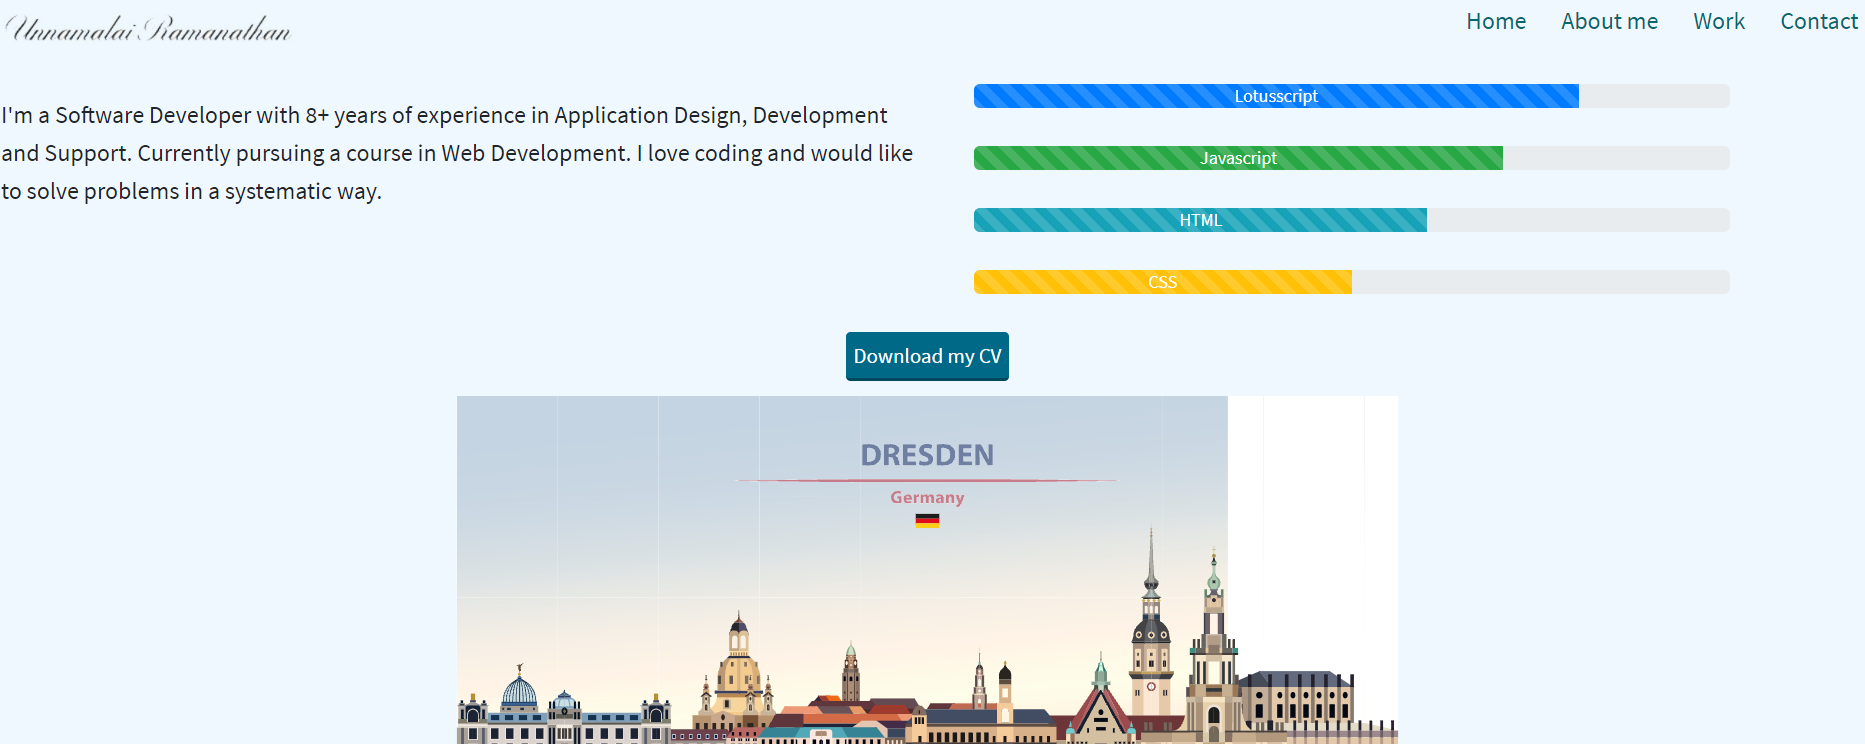 Unnamalai Ramanathan
Home About me Work Contact
I'm a Software Developer with 8+ years of experience in Application Design, Development
and Support. Currently pursuing a course in Web Development. I love coding and would like
to solve problems in a systematic way.
Lotusscript
Javascript
HTML
CSS
Download my CV
DRESDEN
Germany